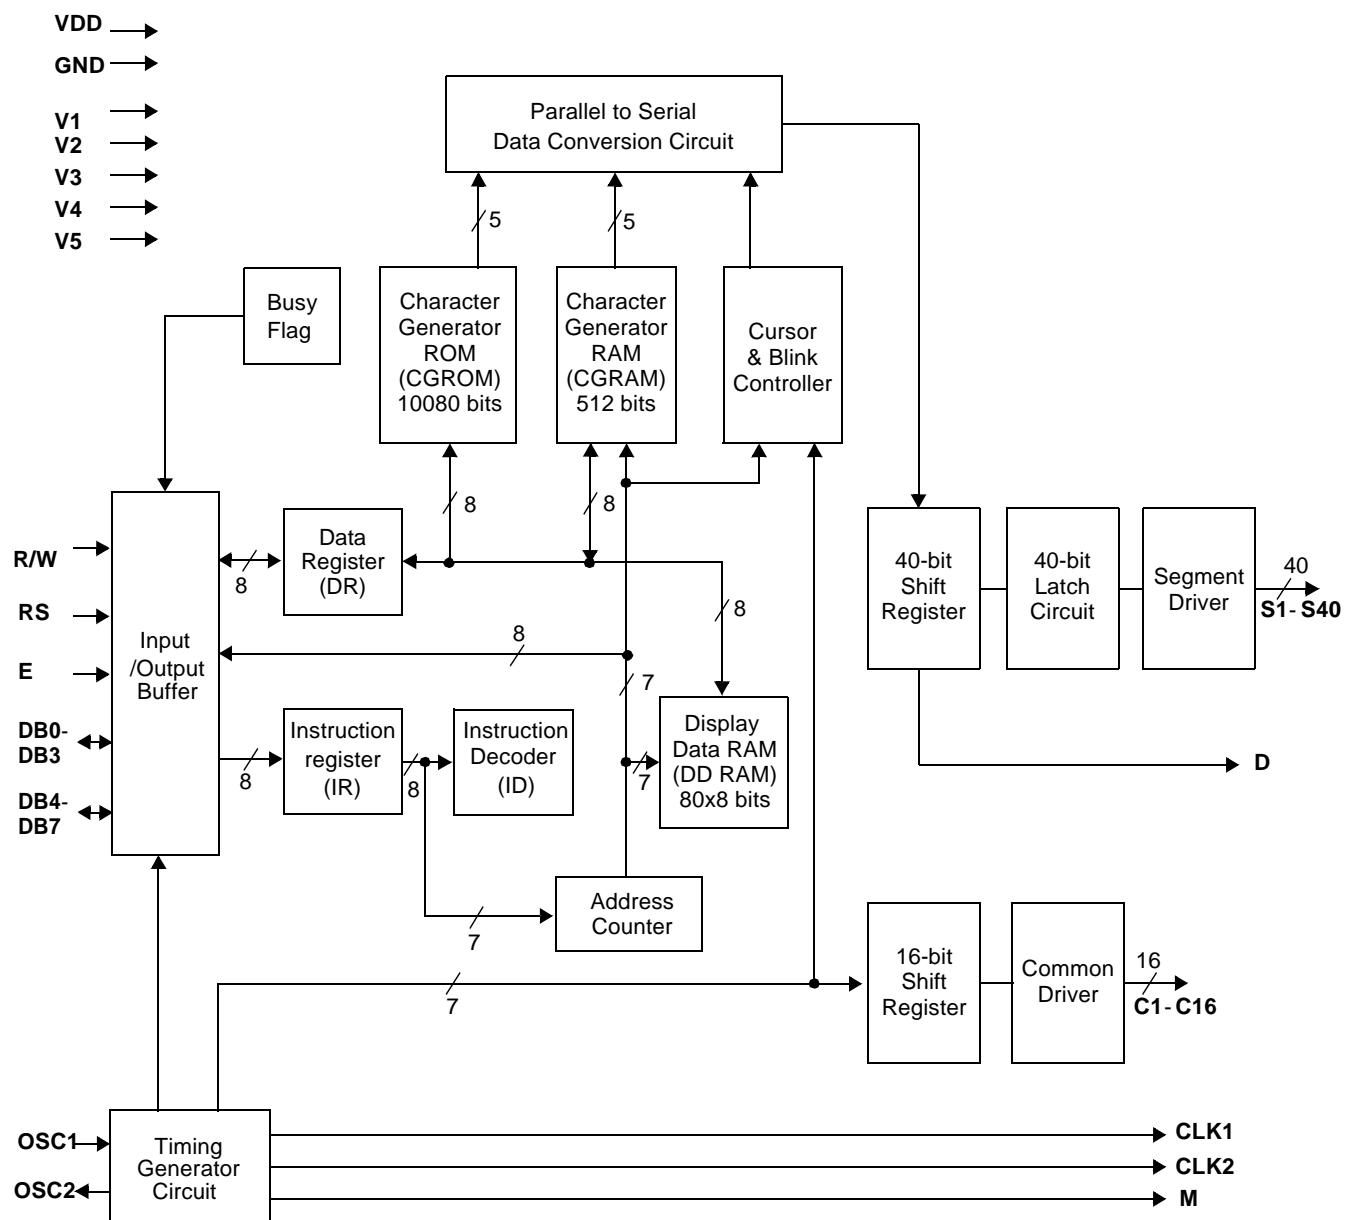 VDD
GND
V1
V2
V3
V4
V5
Parallel to Serial
Data Conversion Circuit
5
5
Busy
Flag
Character
Generator
ROM
(CGROM)
10080 bits
Character
Generator
RAM
(CGRAM)
512 bits
Cursor
& Blink
Controller
8
8
R/W
RS
E
DB0-
DB3
DB4-
DB7
Input
/Output
Buffer
8
Data
Register
(DR)
8
8
7
40-bit
Shift
Register
40-bit
Latch
Circuit
Segment
Driver
40
S1- S40
8
Instruction
register
(IR)
8
Instruction
Decoder
(ID)
7
Display
Data RAM
(DD RAM)
80x8 bits
D
7
Address
Counter
7
16-bit
Shift
Register
Common
Driver
16
C1- C16
OSC1
OSC2
Timing
Generator
Circuit
CLK1
CLK2
M